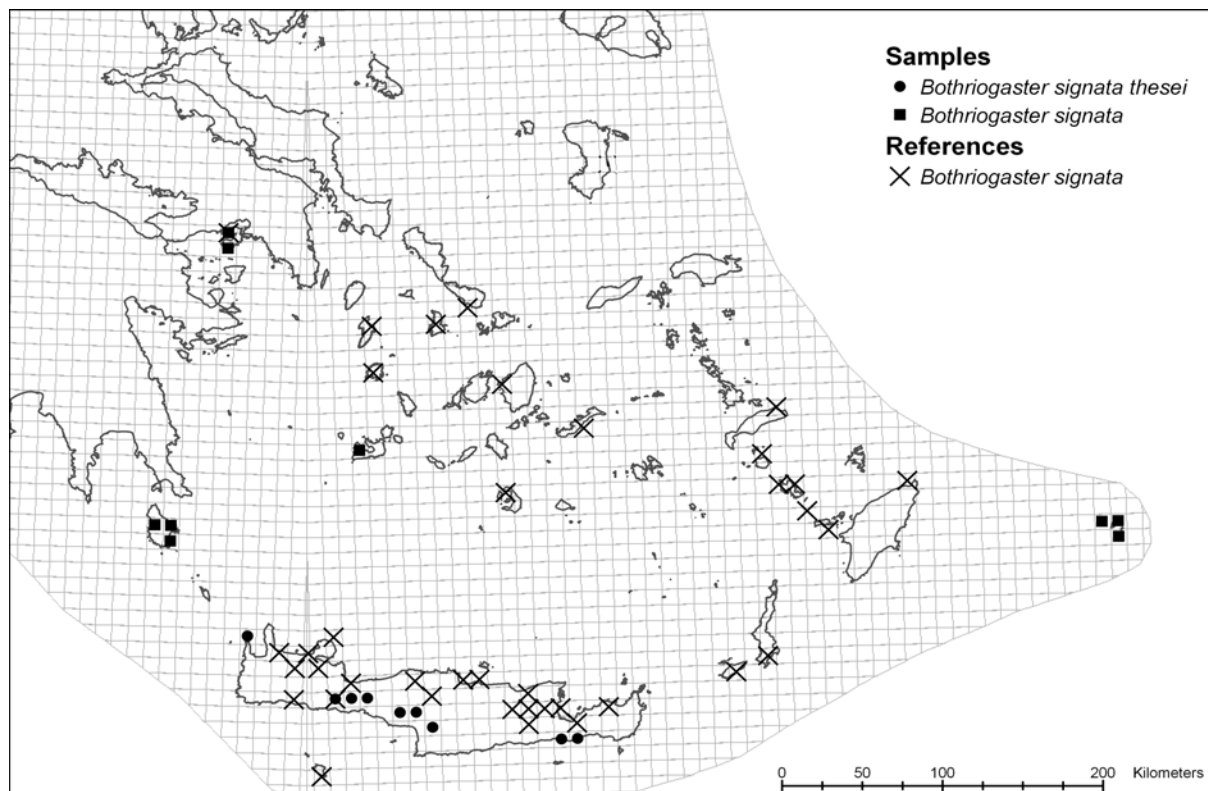 Samples
Bothriogaster signata thesei
Bothriogaster signata
References
Bothriogaster signata
0 50 100 200 Kilometers